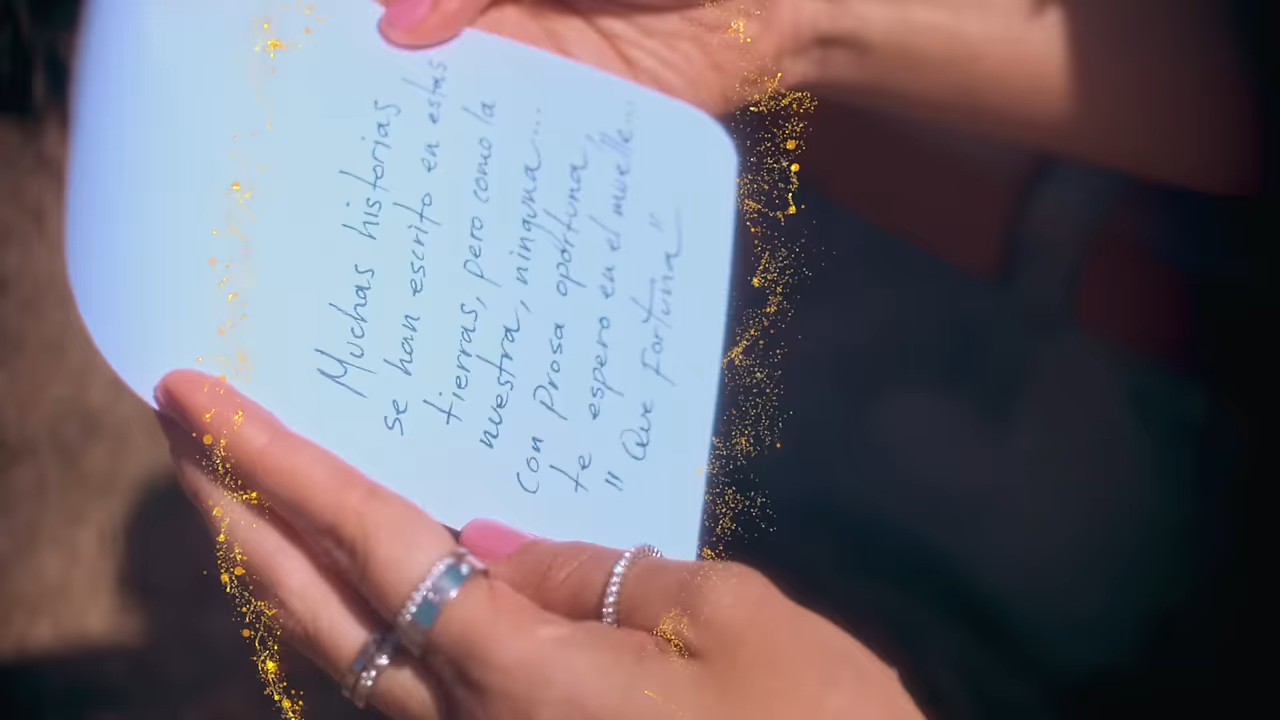 Muchas historias
se han escrito en estas
tierras, pero como la
nuestra, ninguna...
Con Prosa oportuna,
te espero en el muelle...
"Que Fortuna"